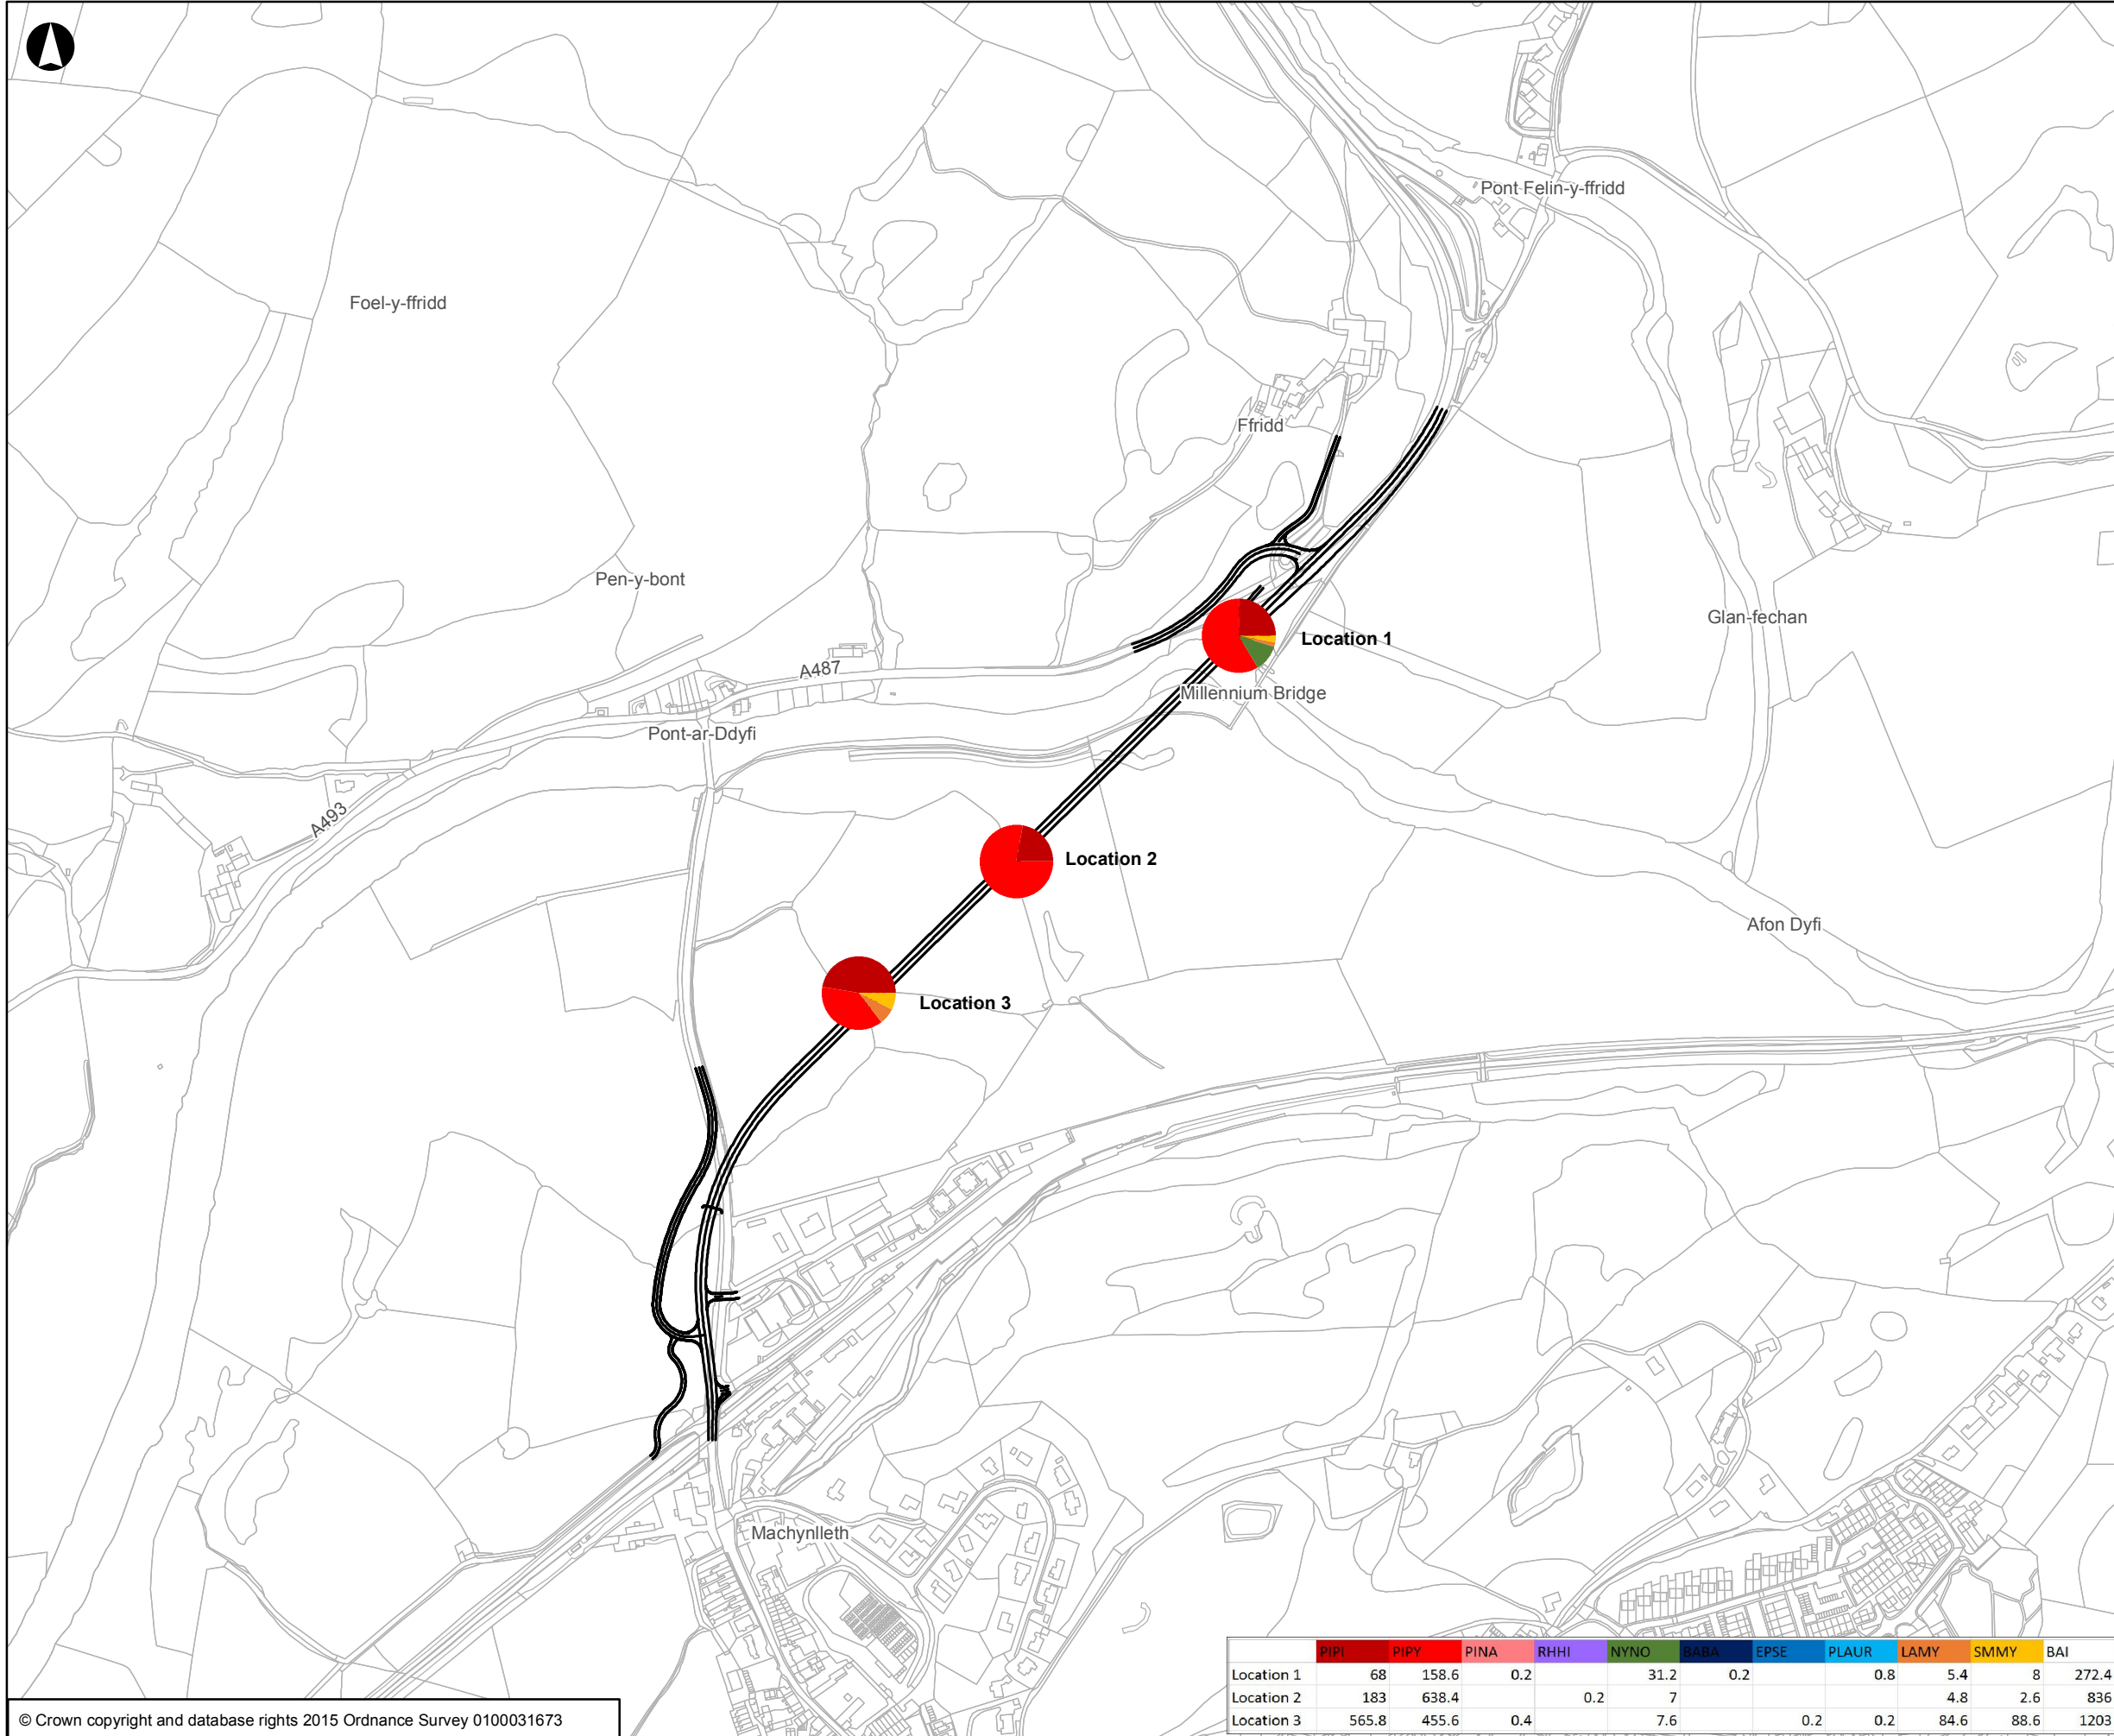 Pont Felin-y-ffridd
Foel-y-ffridd
Ffridd
Pen-y-bont
Glan-fechan
Location 1
A487
Millennium Bridge
Pont-ar-Ddyfi
A493
Location 2
Afon Dyfi
Location 3
Machynlleth
PIPI PIPY PINA RHHI NYNO BABA EPSE PLAUR LAMY SMMY BAI
Location 1 68 158.6 0.2 31.2 0.2 0.8 5.4 8 272.4
Location 2 183 638.4 0.2 7 4.8 2.6 836
Location 3 565.8 455.6 0.4 7.6 0.2 0.2 84.6 88.6 1203
© Crown copyright and database rights 2015 Ordnance Survey 0100031673